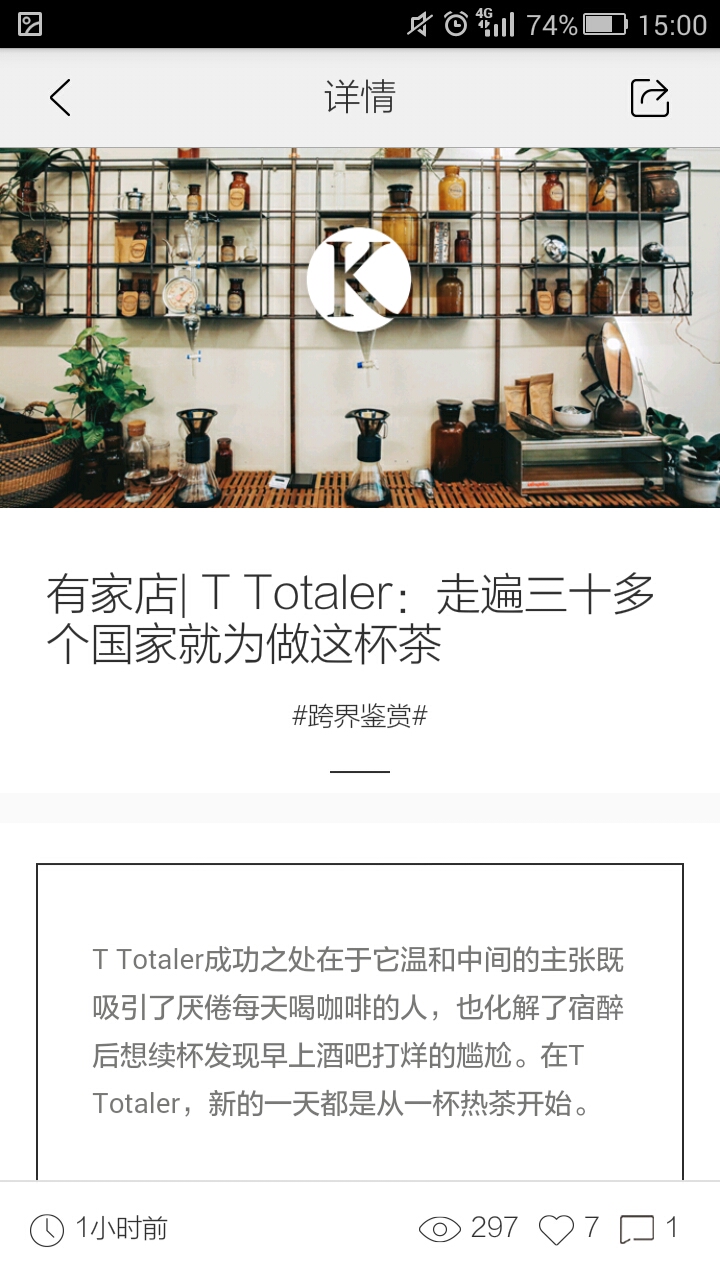 4G 74% 15:00
详情
K
有家店| T Totaler：走遍三十多
个国家就为做这杯茶
#跨界鉴赏#
T Totaler成功之处在于它温和中间的主张既
吸引了厌倦每天喝咖啡的人，也化解了宿醉
后想续杯发现早上酒吧打烊的尴尬。在T
Totaler，新的一天都是从一杯热茶开始。
1小时前 297 7 1